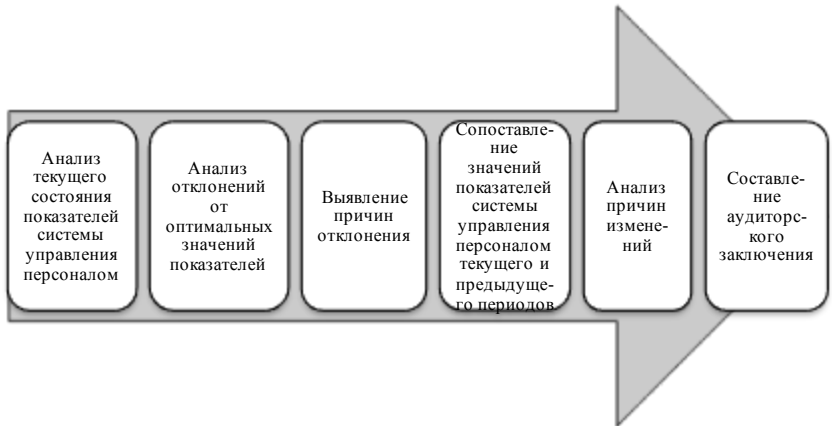 Анализ
текущего
состояния
показателей
системы
управления
персоналом
Анализ
отклонений
от
оптимальных
значений
показателей
Выявление
причин
отклонения
Сопоставле-
ние
значений
показателей
системы
управления
персоналом
текущего и
предыдуще-
го периодов
Анализ
причин
измене-
ний
Составле-
ние
аудиторс-
кого
заключения